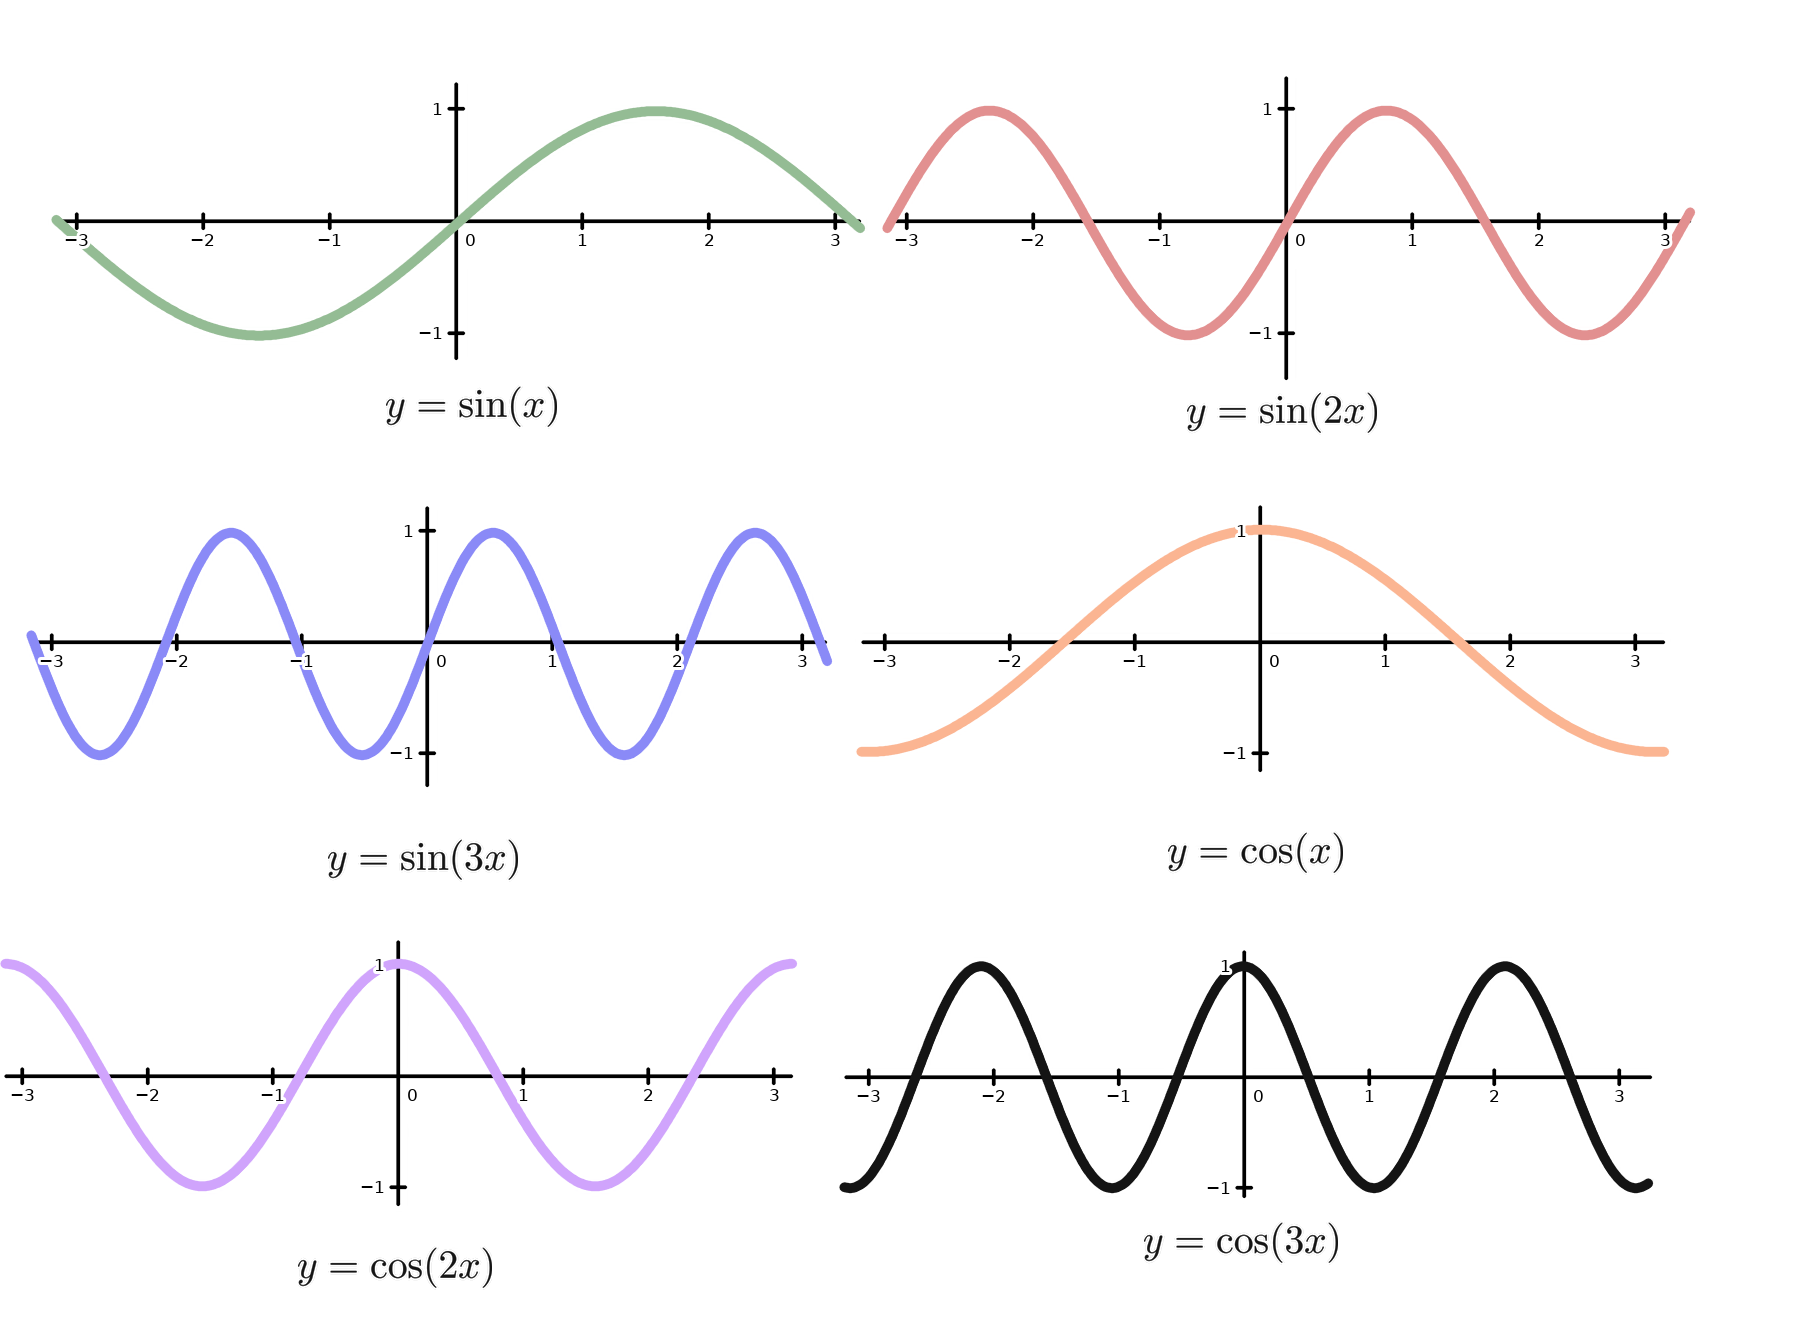 1
−3 −2 −1 0 1 2 3
−1
y = sin(x)
1
−3 −2 −1 0 1 2 3
−1
y = sin(2x)
1
−3 −2 −1 0 1 2 3
−1
y = sin(3x)
1
−3 −2 −1 0 1 2 3
−1
y = cos(x)
1
−3 −2 −1 0 1 2 3
−1
y = cos(2x)
1
−3 −2 −1 0 1 2 3
−1
y = cos(3x)